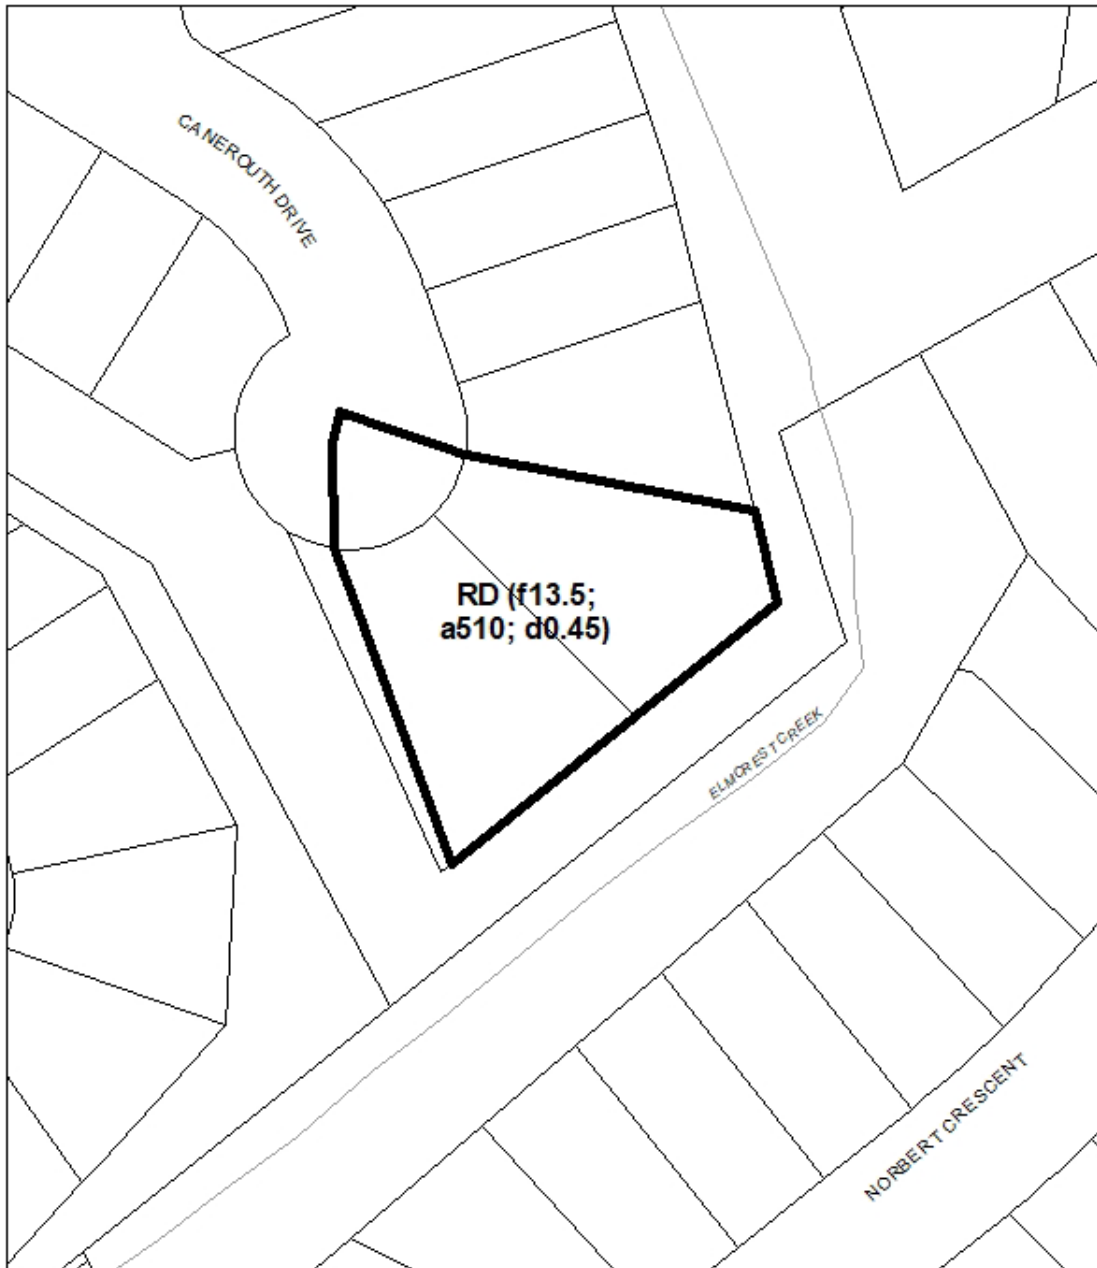 CANEROUTH DRIVE
RD (f13.5;
a510; d0.45)
ELMCREST CREEK
NORBERT CRESCENT